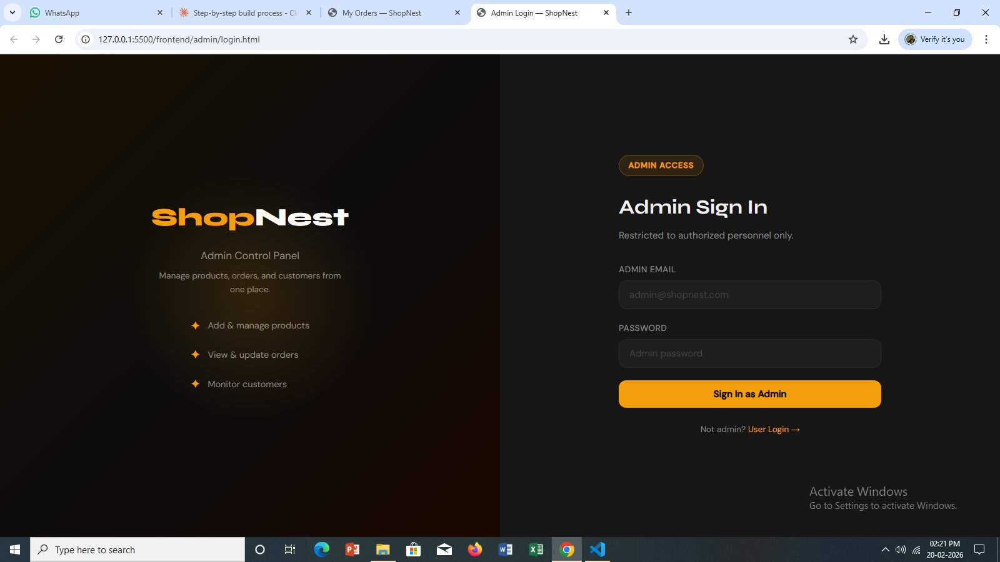 WhatsApp
Step-by-step build process - Cla
My Orders — ShopNest
Admin Login — ShopNest
127.0.0.1:5500/frontend/admin/login.html
Verify it's you
ShopNest
Admin Control Panel
Manage products, orders, and customers from
one place.
✦ Add & manage products
✦ View & update orders
✦ Monitor customers
ADMIN ACCESS
Admin Sign In
Restricted to authorized personnel only.
ADMIN EMAIL
admin@shopnest.com
PASSWORD
Admin password
Sign In as Admin
Not admin? User Login →
Activate Windows
Go to Settings to activate Windows.
Type here to search
02:21 PM
20-02-2026